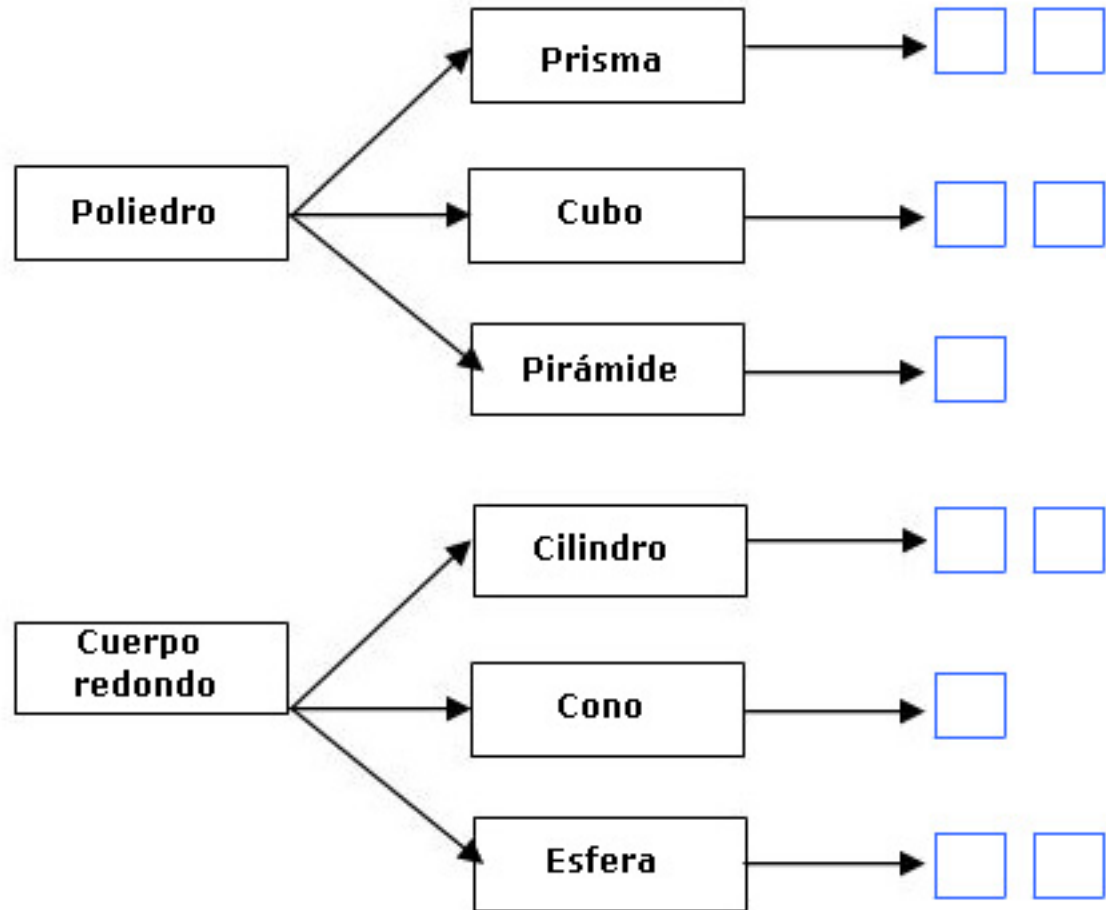 Prisma
Poliedro
Cubo
Pirámide
Cilindro
Cuerpo
redondo
Cono
Esfera